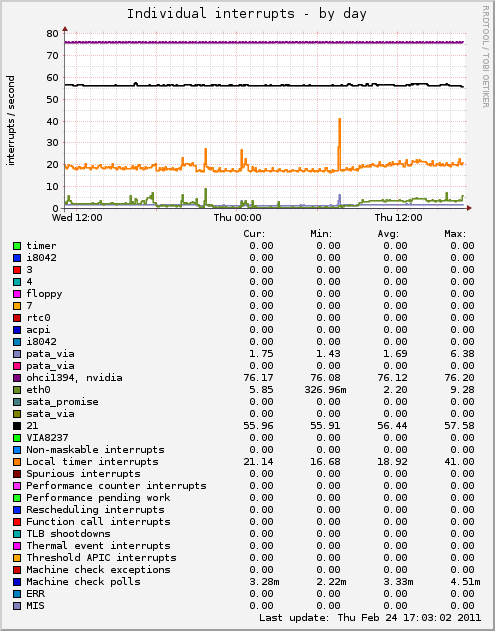 Individual interrupts - by day
RRDTOOL / TOBI OETIKER
interrupts / second
80
70
60
50
40
30
20
10
0
Wed 12:00 Thu 00:00 Thu 12:00
Cur: Min: Avg: Max:
timer 0.00 0.00 0.00 0.00
i8042 0.00 0.00 0.00 0.00
3 0.00 0.00 0.00 0.00
4 0.00 0.00 0.00 0.00
floppy 0.00 0.00 0.00 0.00
7 0.00 0.00 0.00 0.00
rtc0 0.00 0.00 0.00 0.00
acpi 0.00 0.00 0.00 0.00
i8042 0.00 0.00 0.00 0.00
pata_via 1.75 1.43 1.69 6.38
pata_via 0.00 0.00 0.00 0.00
ohci1394, nvidia 76.17 76.08 76.12 76.20
eth0 5.85 326.96m 2.20 9.28
sata_promise 0.00 0.00 0.00 0.00
sata_via 0.00 0.00 0.00 0.00
21 55.96 55.91 56.44 57.58
VIA8237 0.00 0.00 0.00 0.00
Non-maskable interrupts 0.00 0.00 0.00 0.00
Local timer interrupts 21.14 16.68 18.92 41.00
Spurious interrupts 0.00 0.00 0.00 0.00
Performance counter interrupts 0.00 0.00 0.00 0.00
Performance pending work 0.00 0.00 0.00 0.00
Rescheduling interrupts 0.00 0.00 0.00 0.00
Function call interrupts 0.00 0.00 0.00 0.00
TLB shootdowns 0.00 0.00 0.00 0.00
Thermal event interrupts 0.00 0.00 0.00 0.00
Threshold APIC interrupts 0.00 0.00 0.00 0.00
Machine check exceptions 0.00 0.00 0.00 0.00
Machine check polls 3.28m 2.22m 3.33m 4.51m
ERR 0.00 0.00 0.00 0.00
MIS 0.00 0.00 0.00 0.00
Last update: Thu Feb 24 17:03:02 2011